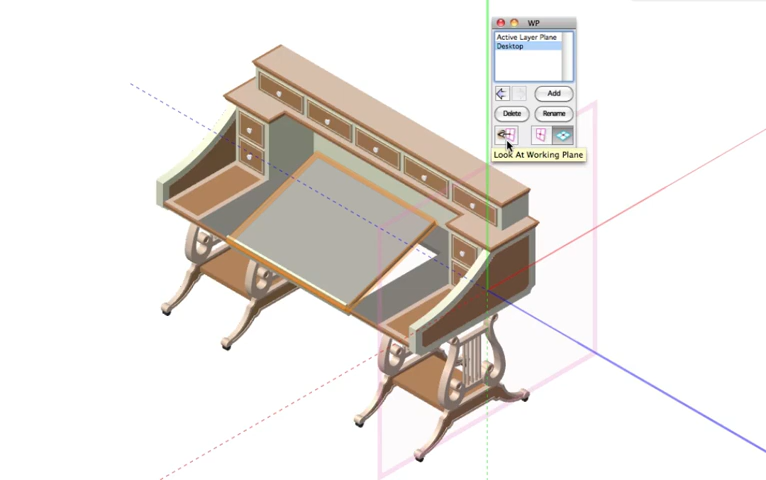 WP
Active Layer Plane
Desktop
Add
Delete
Rename
Look At Working Plane